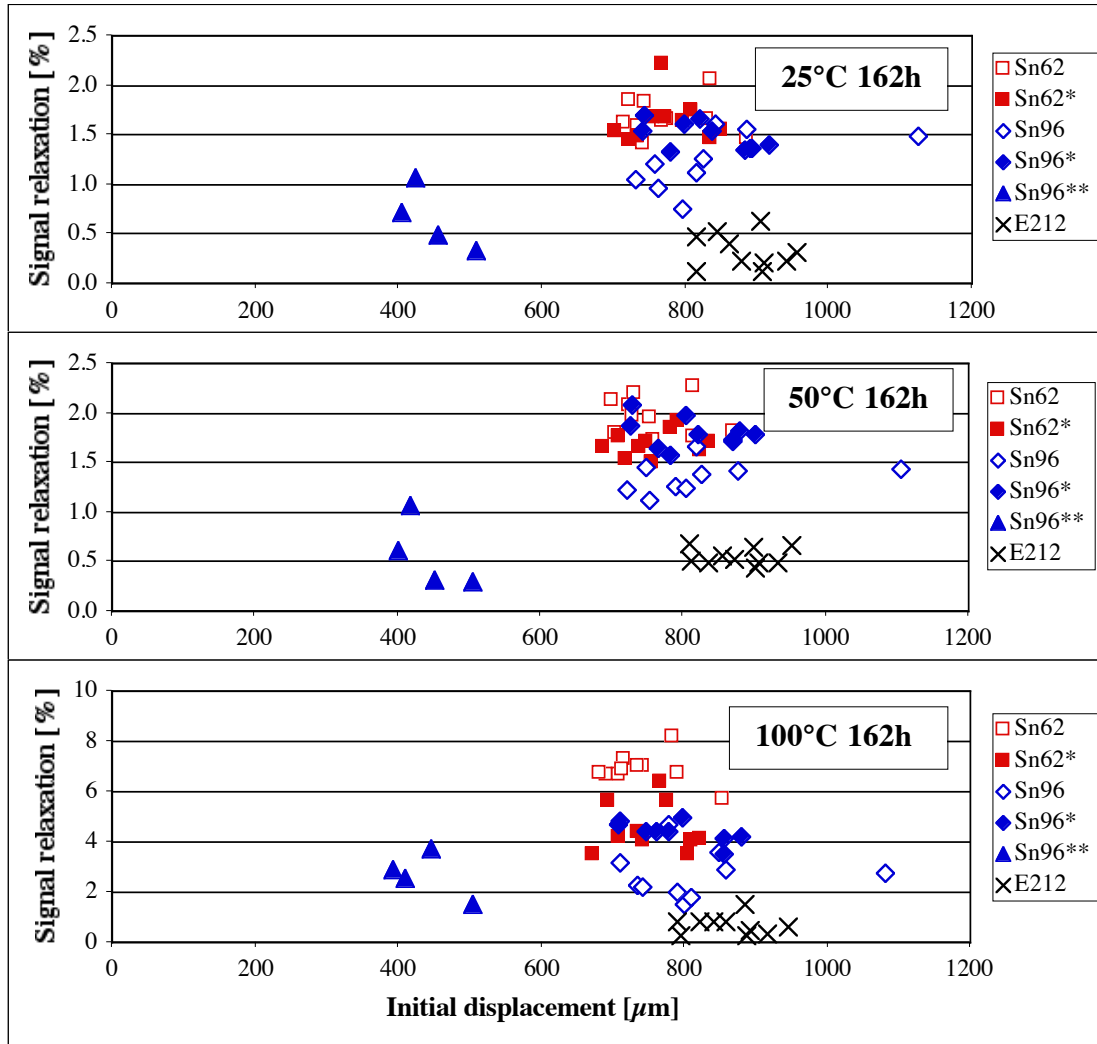 Signal relaxation [%]
2.5
2.0
1.5
1.0
0.5
0.0
0 200 400 600 800 1000 1200
25°C 162h
Sn62
Sn62*
Sn96
Sn96*
Sn96**
E212
Signal relaxation [%]
2.5
2.0
1.5
1.0
0.5
0.0
0 200 400 600 800 1000 1200
50°C 162h
Sn62
Sn62*
Sn96
Sn96*
Sn96**
E212
Signal relaxation [%]
10
8
6
4
2
0
0 200 400 600 800 1000 1200
100°C 162h
Sn62
Sn62*
Sn96
Sn96*
Sn96**
E212
Initial displacement [µm]